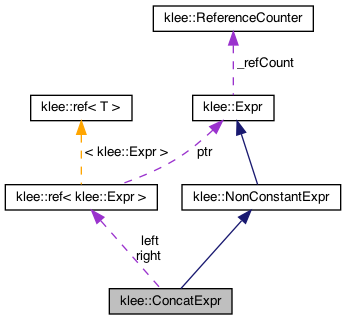 klee::ReferenceCounter
_refCount
klee::ref< T >
klee::Expr
< klee::Expr >
ptr
klee::ref< klee::Expr >
klee::NonConstantExpr
left
right
klee::ConcatExpr